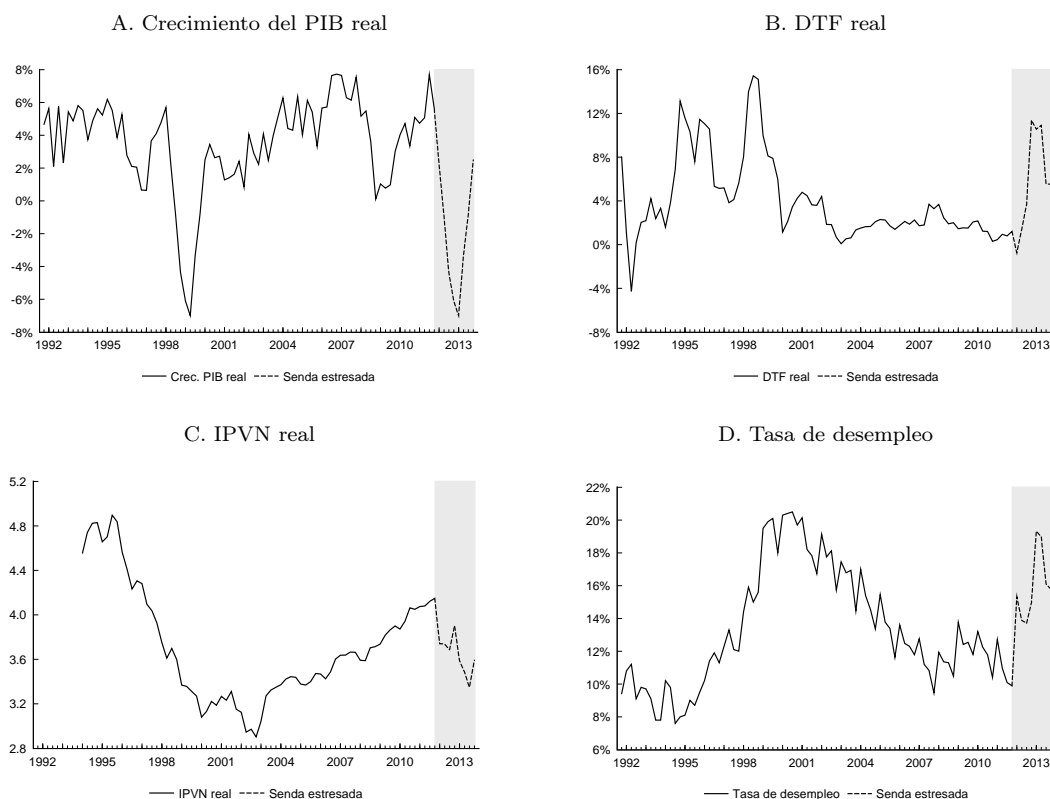 A. Crecimiento del PIB real
8%
6%
4%
2%
0%
-2%
-4%
-6%
-8%
1992 1995 1998 2001 2004 2007 2010 2013
Crec. PIB real Senda estresada
B. DTF real
16%
12%
8%
4%
0%
-4%
-8%
1992 1995 1998 2001 2004 2007 2010 2013
DTF real Senda estresada
C. IPVN real
5.2
4.8
4.4
4.0
3.6
3.2
2.8
1992 1995 1998 2001 2004 2007 2010 2013
IPVN real Senda estresada
D. Tasa de desempleo
22%
20%
18%
16%
14%
12%
10%
8%
6%
1992 1995 1998 2001 2004 2007 2010 2013
Tasa de desempleo Senda estresada